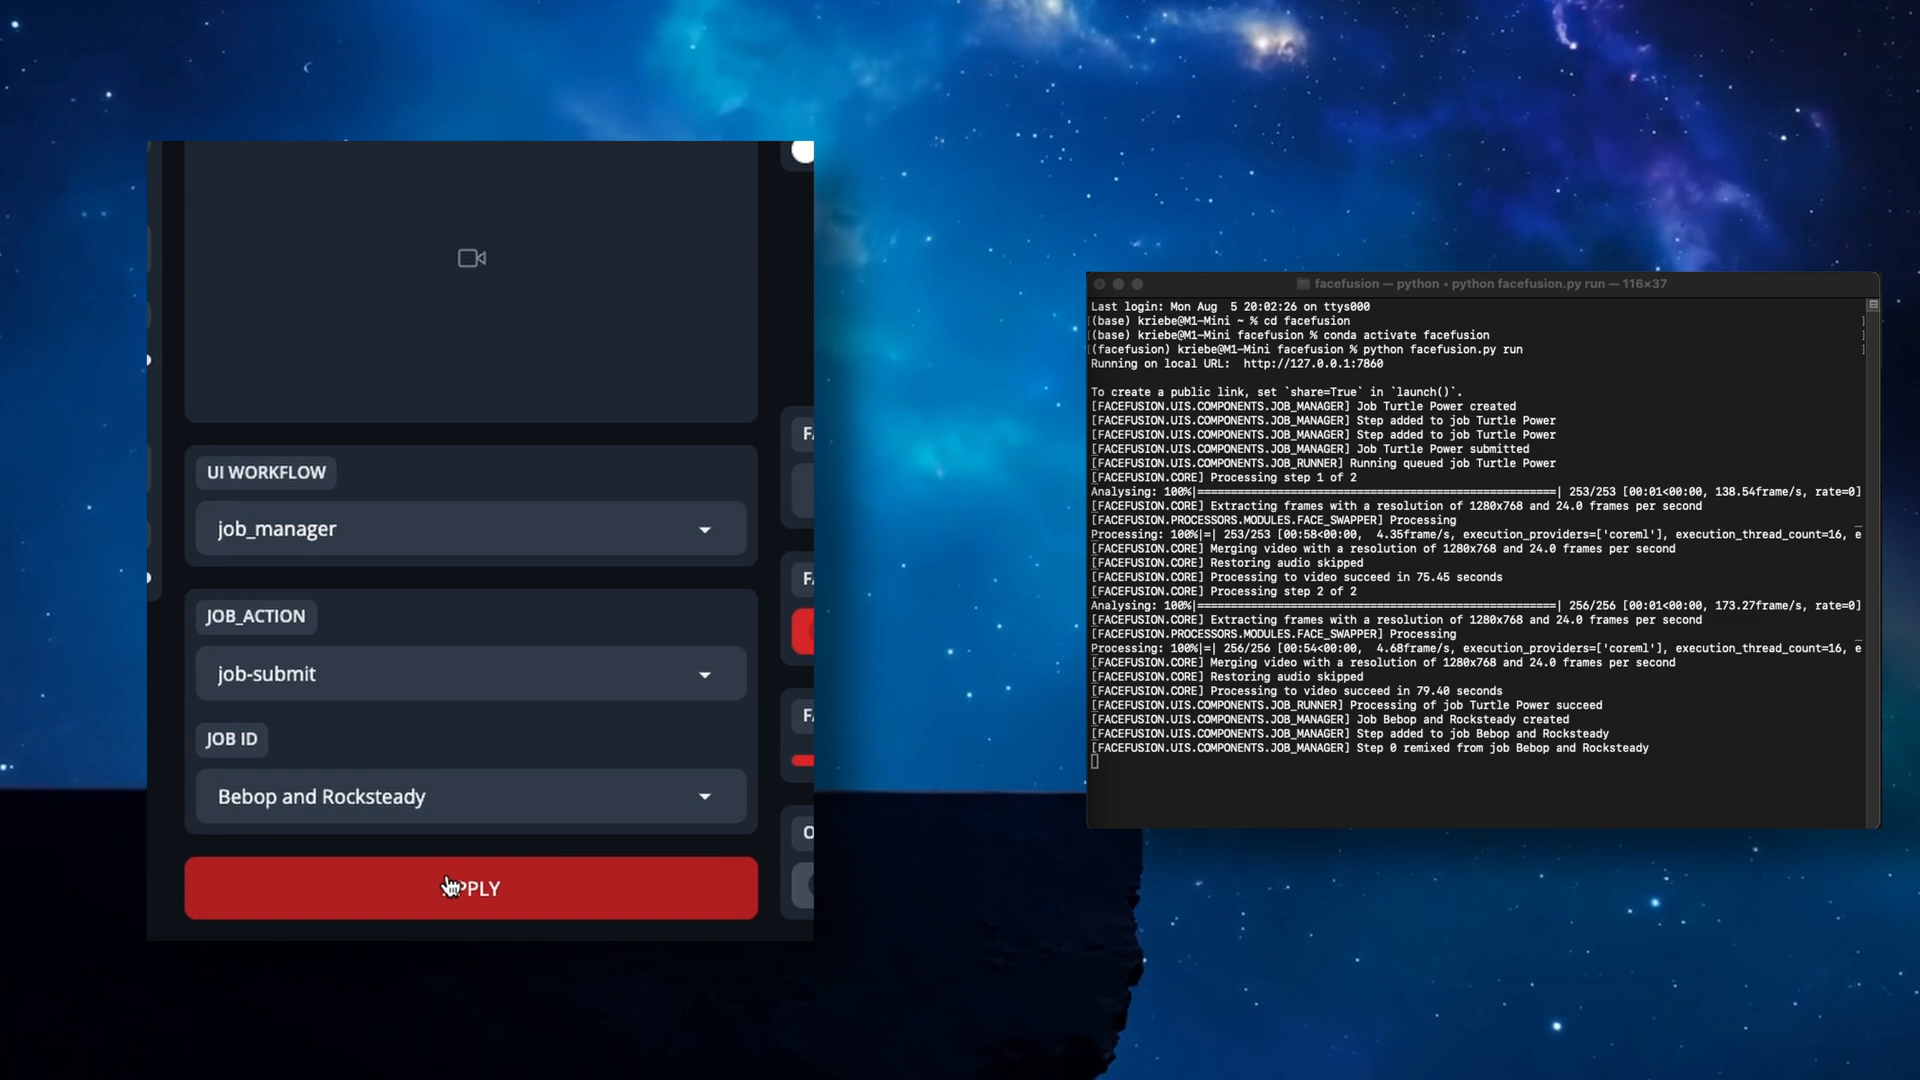 UI WORKFLOW
job_manager
JOB_ACTION
job-submit
JOB ID
Bebop and Rocksteady
PPLY
facefusion — python • python facefusion.py run — 116×37
Last login: Mon Aug  5 20:02:26 on ttys000
(base) kriebe@M1-Mini ~ % cd facefusion
(base) kriebe@M1-Mini facefusion % conda activate facefusion
(facefusion) kriebe@M1-Mini facefusion % python facefusion.py run
Running on local URL:  http://127.0.0.1:7860
To create a public link, set `share=True` in `launch()`.
[FACEFUSION.UIS.COMPONENTS.JOB_MANAGER] Job Turtle Power created
[FACEFUSION.UIS.COMPONENTS.JOB_MANAGER] Step added to job Turtle Power
[FACEFUSION.UIS.COMPONENTS.JOB_MANAGER] Step added to job Turtle Power
[FACEFUSION.UIS.COMPONENTS.JOB_MANAGER] Job Turtle Power submitted
[FACEFUSION.UIS.COMPONENTS.JOB_RUNNER] Running queued job Turtle Power
[FACEFUSION.CORE] Processing step 1 of 2
Analysing: 100%|======================================================| 253/253 [00:01<00:00, 138.54frame/s, rate=0]
[FACEFUSION.CORE] Extracting frames with a resolution of 1280x768 and 24.0 frames per second
[FACEFUSION.PROCESSORS.MODULES.FACE_SWAPPER] Processing
Processing: 100%|=| 253/253 [00:58<00:00,  4.35frame/s, execution_providers=['coreml'], execution_thread_count=16, e
[FACEFUSION.CORE] Merging video with a resolution of 1280x768 and 24.0 frames per second
[FACEFUSION.CORE] Restoring audio skipped
[FACEFUSION.CORE] Processing to video succeed in 75.45 seconds
[FACEFUSION.CORE] Processing step 2 of 2
Analysing: 100%|======================================================| 256/256 [00:01<00:00, 173.27frame/s, rate=0]
[FACEFUSION.CORE] Extracting frames with a resolution of 1280x768 and 24.0 frames per second
[FACEFUSION.PROCESSORS.MODULES.FACE_SWAPPER] Processing
Processing: 100%|=| 256/256 [00:54<00:00,  4.68frame/s, execution_providers=['coreml'], execution_thread_count=16, e
[FACEFUSION.CORE] Merging video with a resolution of 1280x768 and 24.0 frames per second
[FACEFUSION.CORE] Restoring audio skipped
[FACEFUSION.CORE] Processing to video succeed in 79.40 seconds
[FACEFUSION.UIS.COMPONENTS.JOB_RUNNER] Processing of job Turtle Power succeed
[FACEFUSION.UIS.COMPONENTS.JOB_MANAGER] Job Bebop and Rocksteady created
[FACEFUSION.UIS.COMPONENTS.JOB_MANAGER] Step added to job Bebop and Rocksteady
[FACEFUSION.UIS.COMPONENTS.JOB_MANAGER] Step 0 remixed from job Bebop and Rocksteady